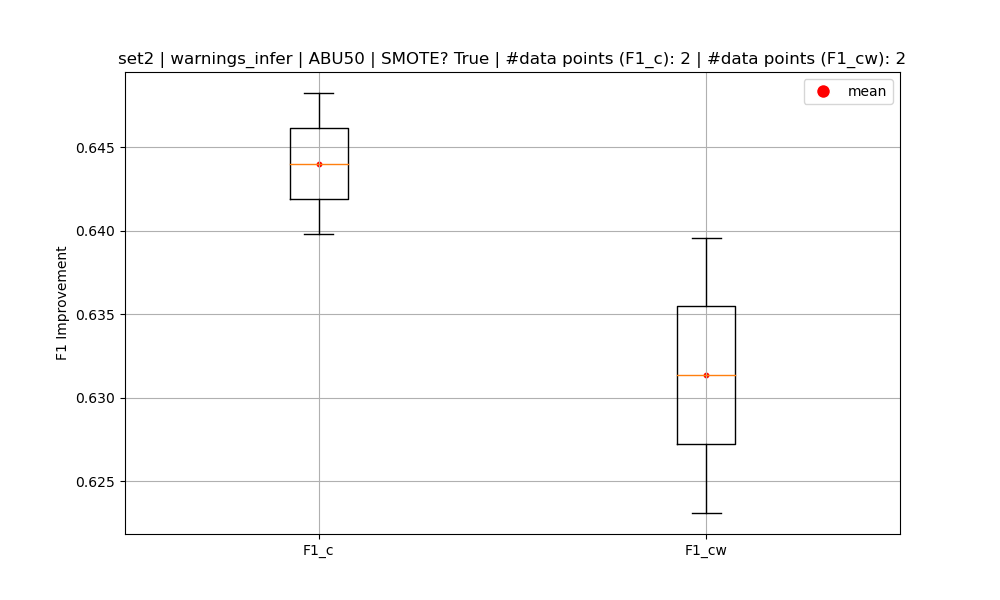 set2 | warnings_infer | ABU50 | SMOTE? True | #data points (F1_c): 2 | #data points (F1_cw): 2
mean
0.645
0.640
0.635
0.630
0.625
F1 Improvement
F1_c
F1_cw